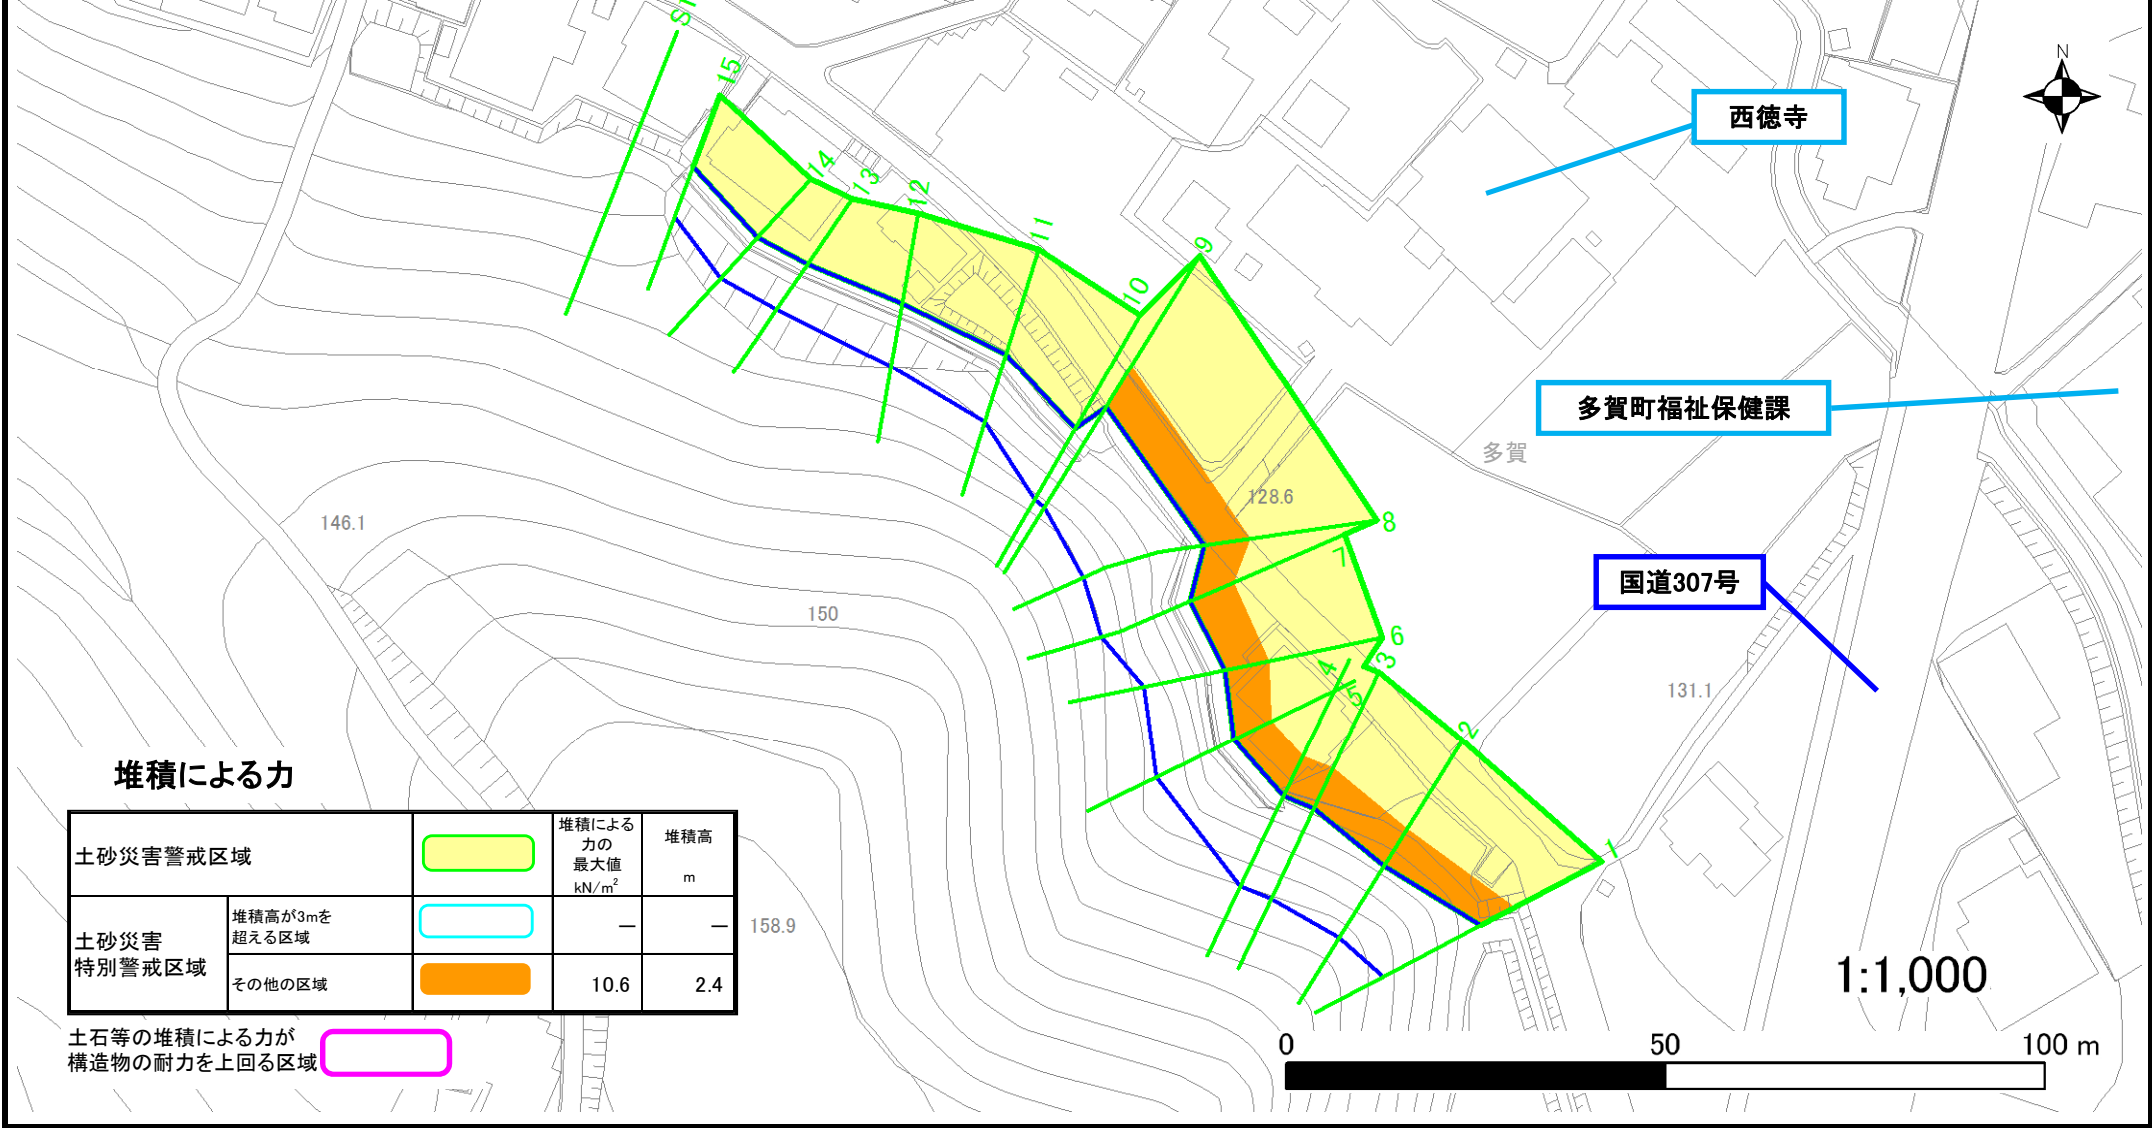 S1
15
14
13
12
11
10
9
8
7
6
3
4
5
2
1
N
西徳寺
多賀町福祉保健課
国道307号
多賀
128.6
131.1
146.1
150
158.9
堆積による力
土砂災害警戒区域
堆積による
力の
最大値
kN/m²
堆積高
m
土砂災害
特別警戒区域
堆積高が3mを
超える区域
－
－
その他の区域
10.6
2.4
土石等の堆積による力が
構造物の耐力を上回る区域
1:1,000
0 50 100 m